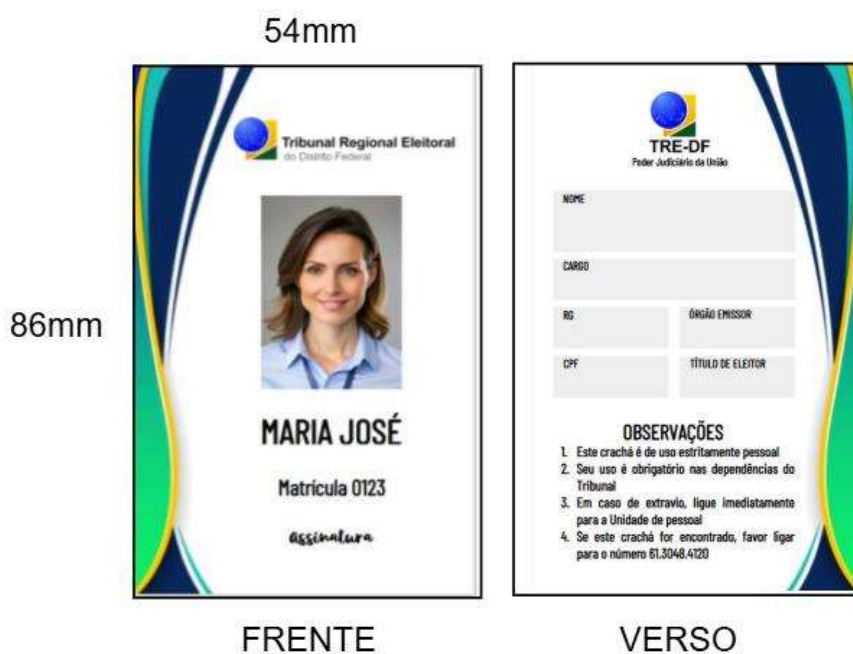 54mm
86mm
Tribunal Regional Eleitoral
do Distrito Federal
MARIA JOSÉ
Matrícula 0123
assinatura
FRENTE
TRE-DF
Poder Judiciário da União
NOME
CARGO
RG
ÓRGÃO EMISSOR
CPF
TÍTULO DE ELEITOR
OBSERVAÇÕES
1. Este crachá é de uso estritamente pessoal
2. Seu uso é obrigatório nas dependências do
Tribunal
3. Em caso de extravio, ligue imediatamente
para a Unidade de pessoal
4. Se este crachá for encontrado, favor ligar
para o número 61.3048.4120
VERSO